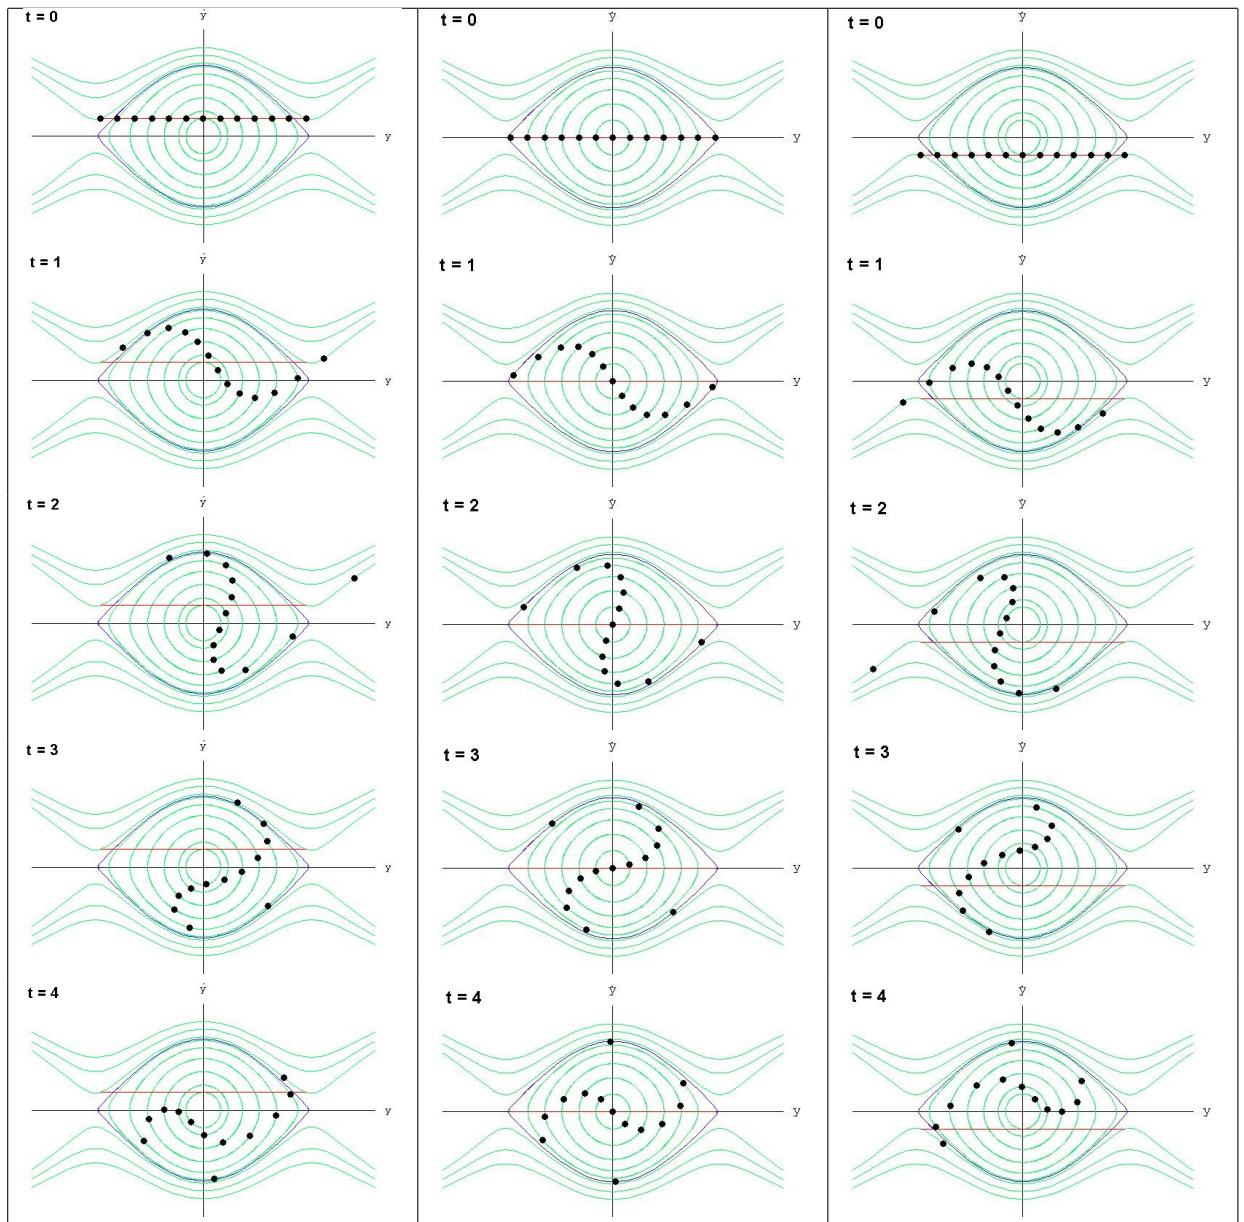 t = 0 ẏ t = 0 ẏ t = 0 ẏ
y y y
t = 1 ẏ t = 1 ẏ t = 1 ẏ
y y y
t = 2 ẏ t = 2 ẏ t = 2 ẏ
y y y
t = 3 ẏ t = 3 ẏ t = 3 ẏ
y y y
t = 4 ẏ t = 4 ẏ t = 4 ẏ
y y y